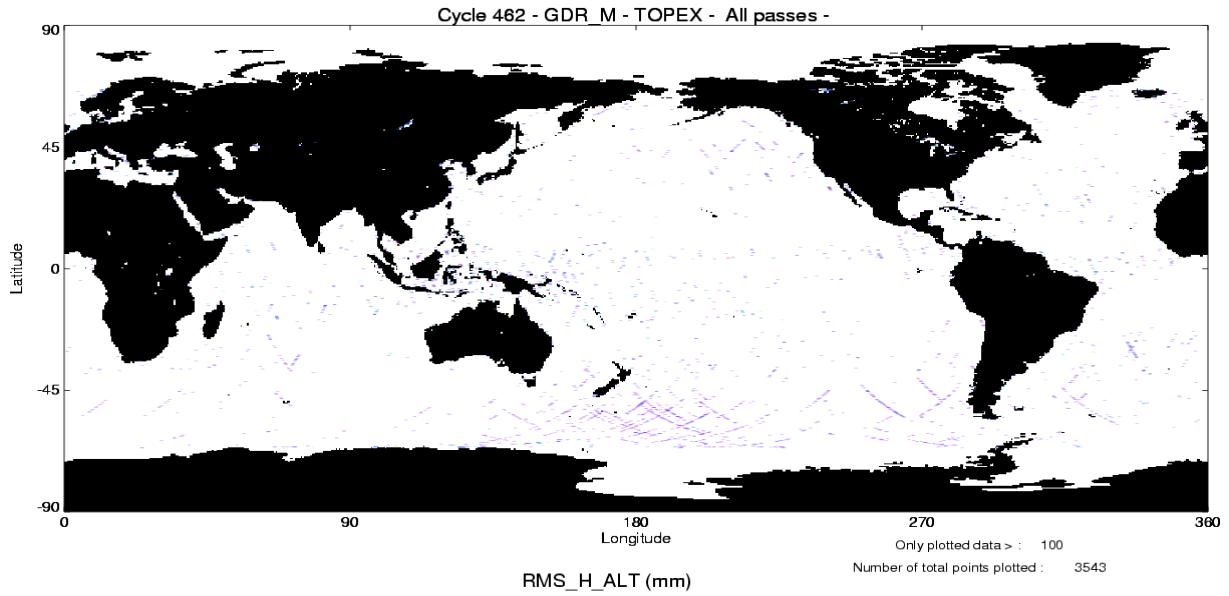 Cycle 462 - GDR_M - TOPEX - All passes -
90
45
0
-45
-90
Latitude
0 90 180 270 360
Longitude
Only plotted data > : 100
Number of total points plotted : 3543
RMS_H_ALT (mm)